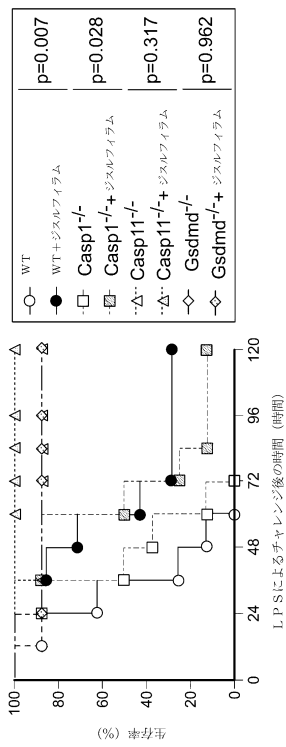 100
80
60
40
20
0
生存率 (%)
0
24
48
72
96
120
LPSによるチャレンジ後の時間 (時間)
WT
WT+ジスルフィラム
p=0.007
Casp1-/-
Casp1-/-+ ジスルフィラム
p=0.028
Casp11-/-
Casp11-/-+ ジスルフィラム
p=0.317
Gsdmd-/-
Gsdmd-/-+ ジスルフィラム
p=0.962